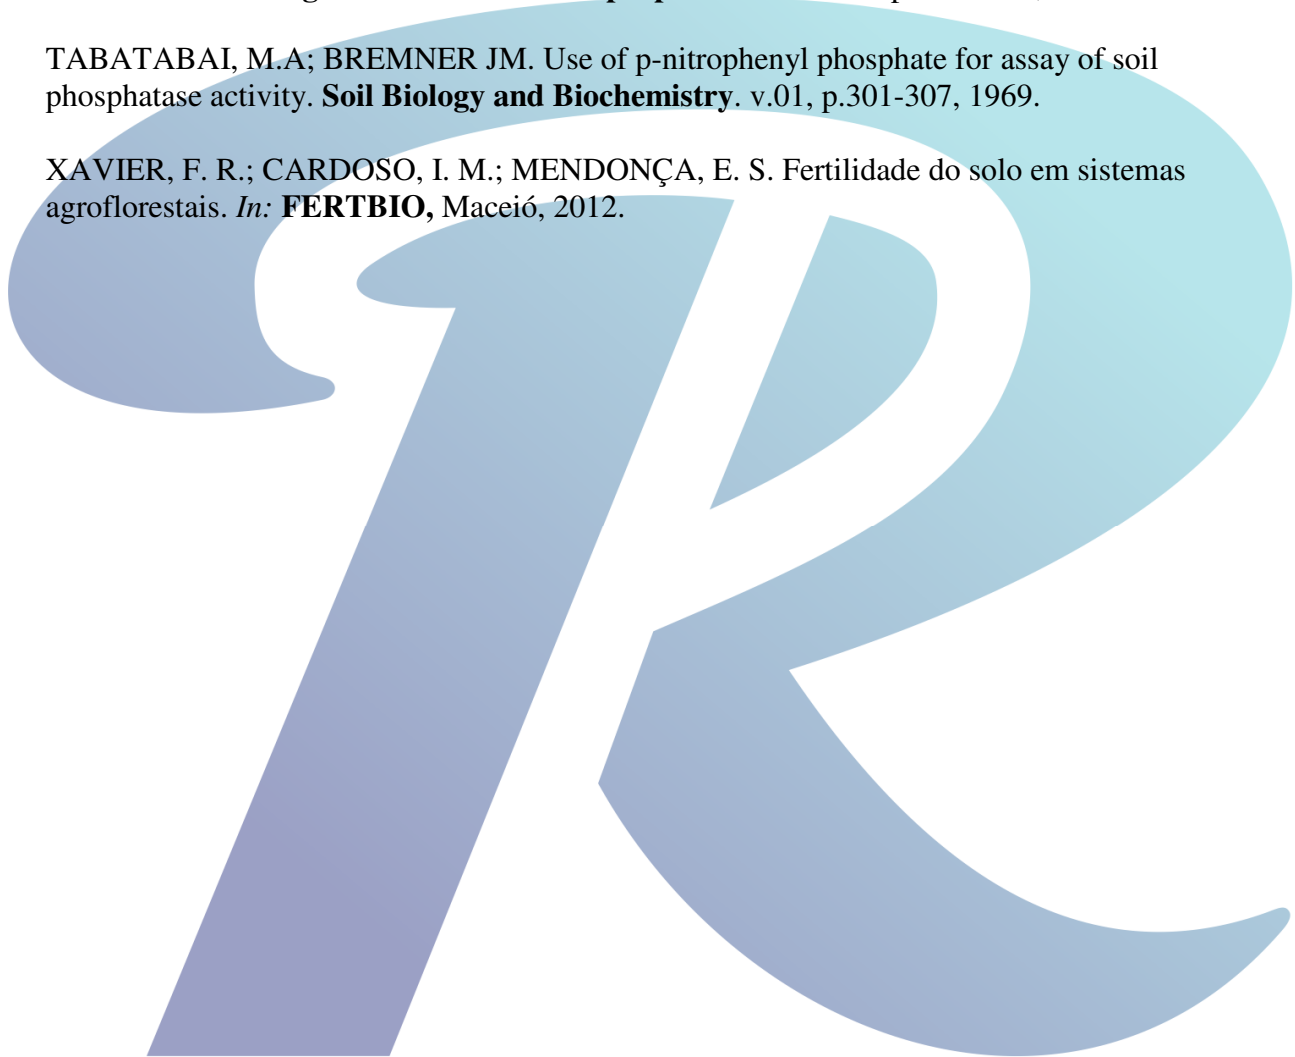 TABATABAI, M.A; BREMNER JM. Use of p-nitrophenyl phosphate for assay of soil
phosphatase activity. Soil Biology and Biochemistry. v.01, p.301-307, 1969.
XAVIER, F. R.; CARDOSO, I. M.; MENDONÇA, E. S. Fertilidade do solo em sistemas
agroflorestais. In: FERTBIO, Maceió, 2012.